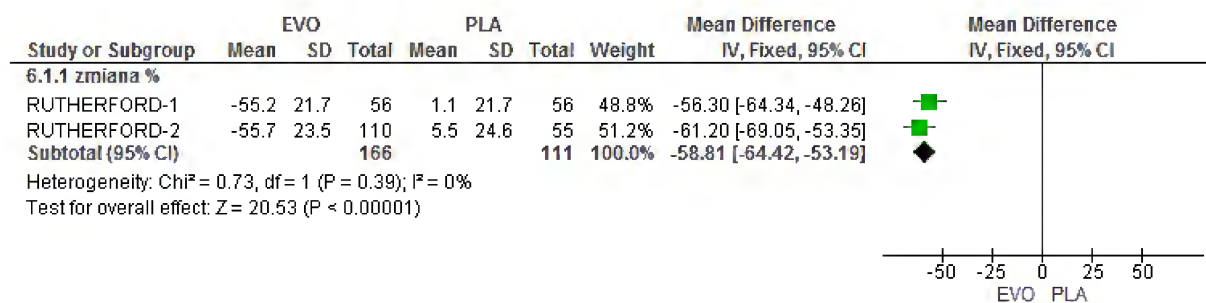 EVO PLA Mean Difference Mean Difference
Study or Subgroup Mean SD Total Mean SD Total Weight IV, Fixed, 95% CI IV, Fixed, 95% CI
6.1.1 zmiana %
RUTHERFORD-1 -55.2 21.7 56 1.1 21.7 56 48.8% -56.30 [-64.34, -48.26]
RUTHERFORD-2 -55.7 23.5 110 5.5 24.6 55 51.2% -61.20 [-69.05, -53.35]
Subtotal (95% CI) 166 111 100.0% -58.81 [-64.42, -53.19]
Heterogeneity: Chi² = 0.73, df = 1 (P = 0.39); I² = 0%
Test for overall effect: Z = 20.53 (P < 0.00001)
-50 -25 0 25 50
EVO PLA